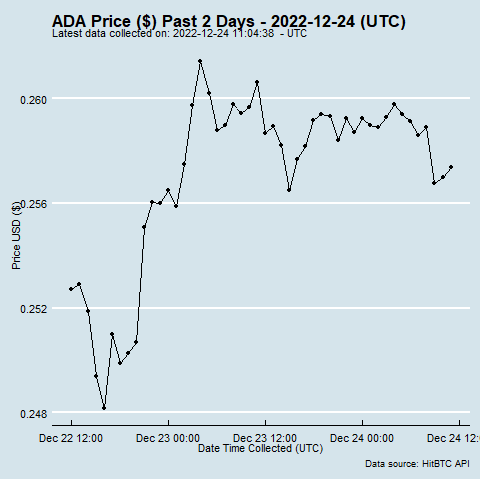 ADA Price ($) Past 2 Days - 2022-12-24 (UTC)
Latest data collected on: 2022-12-24 11:04:38  - UTC
0.260
0.256
0.252
0.248
Price USD ($)
Dec 22 12:00
Dec 23 00:00
Dec 23 12:00
Dec 24 00:00
Dec 24 12:0
Date Time Collected (UTC)
Data source: HitBTC API